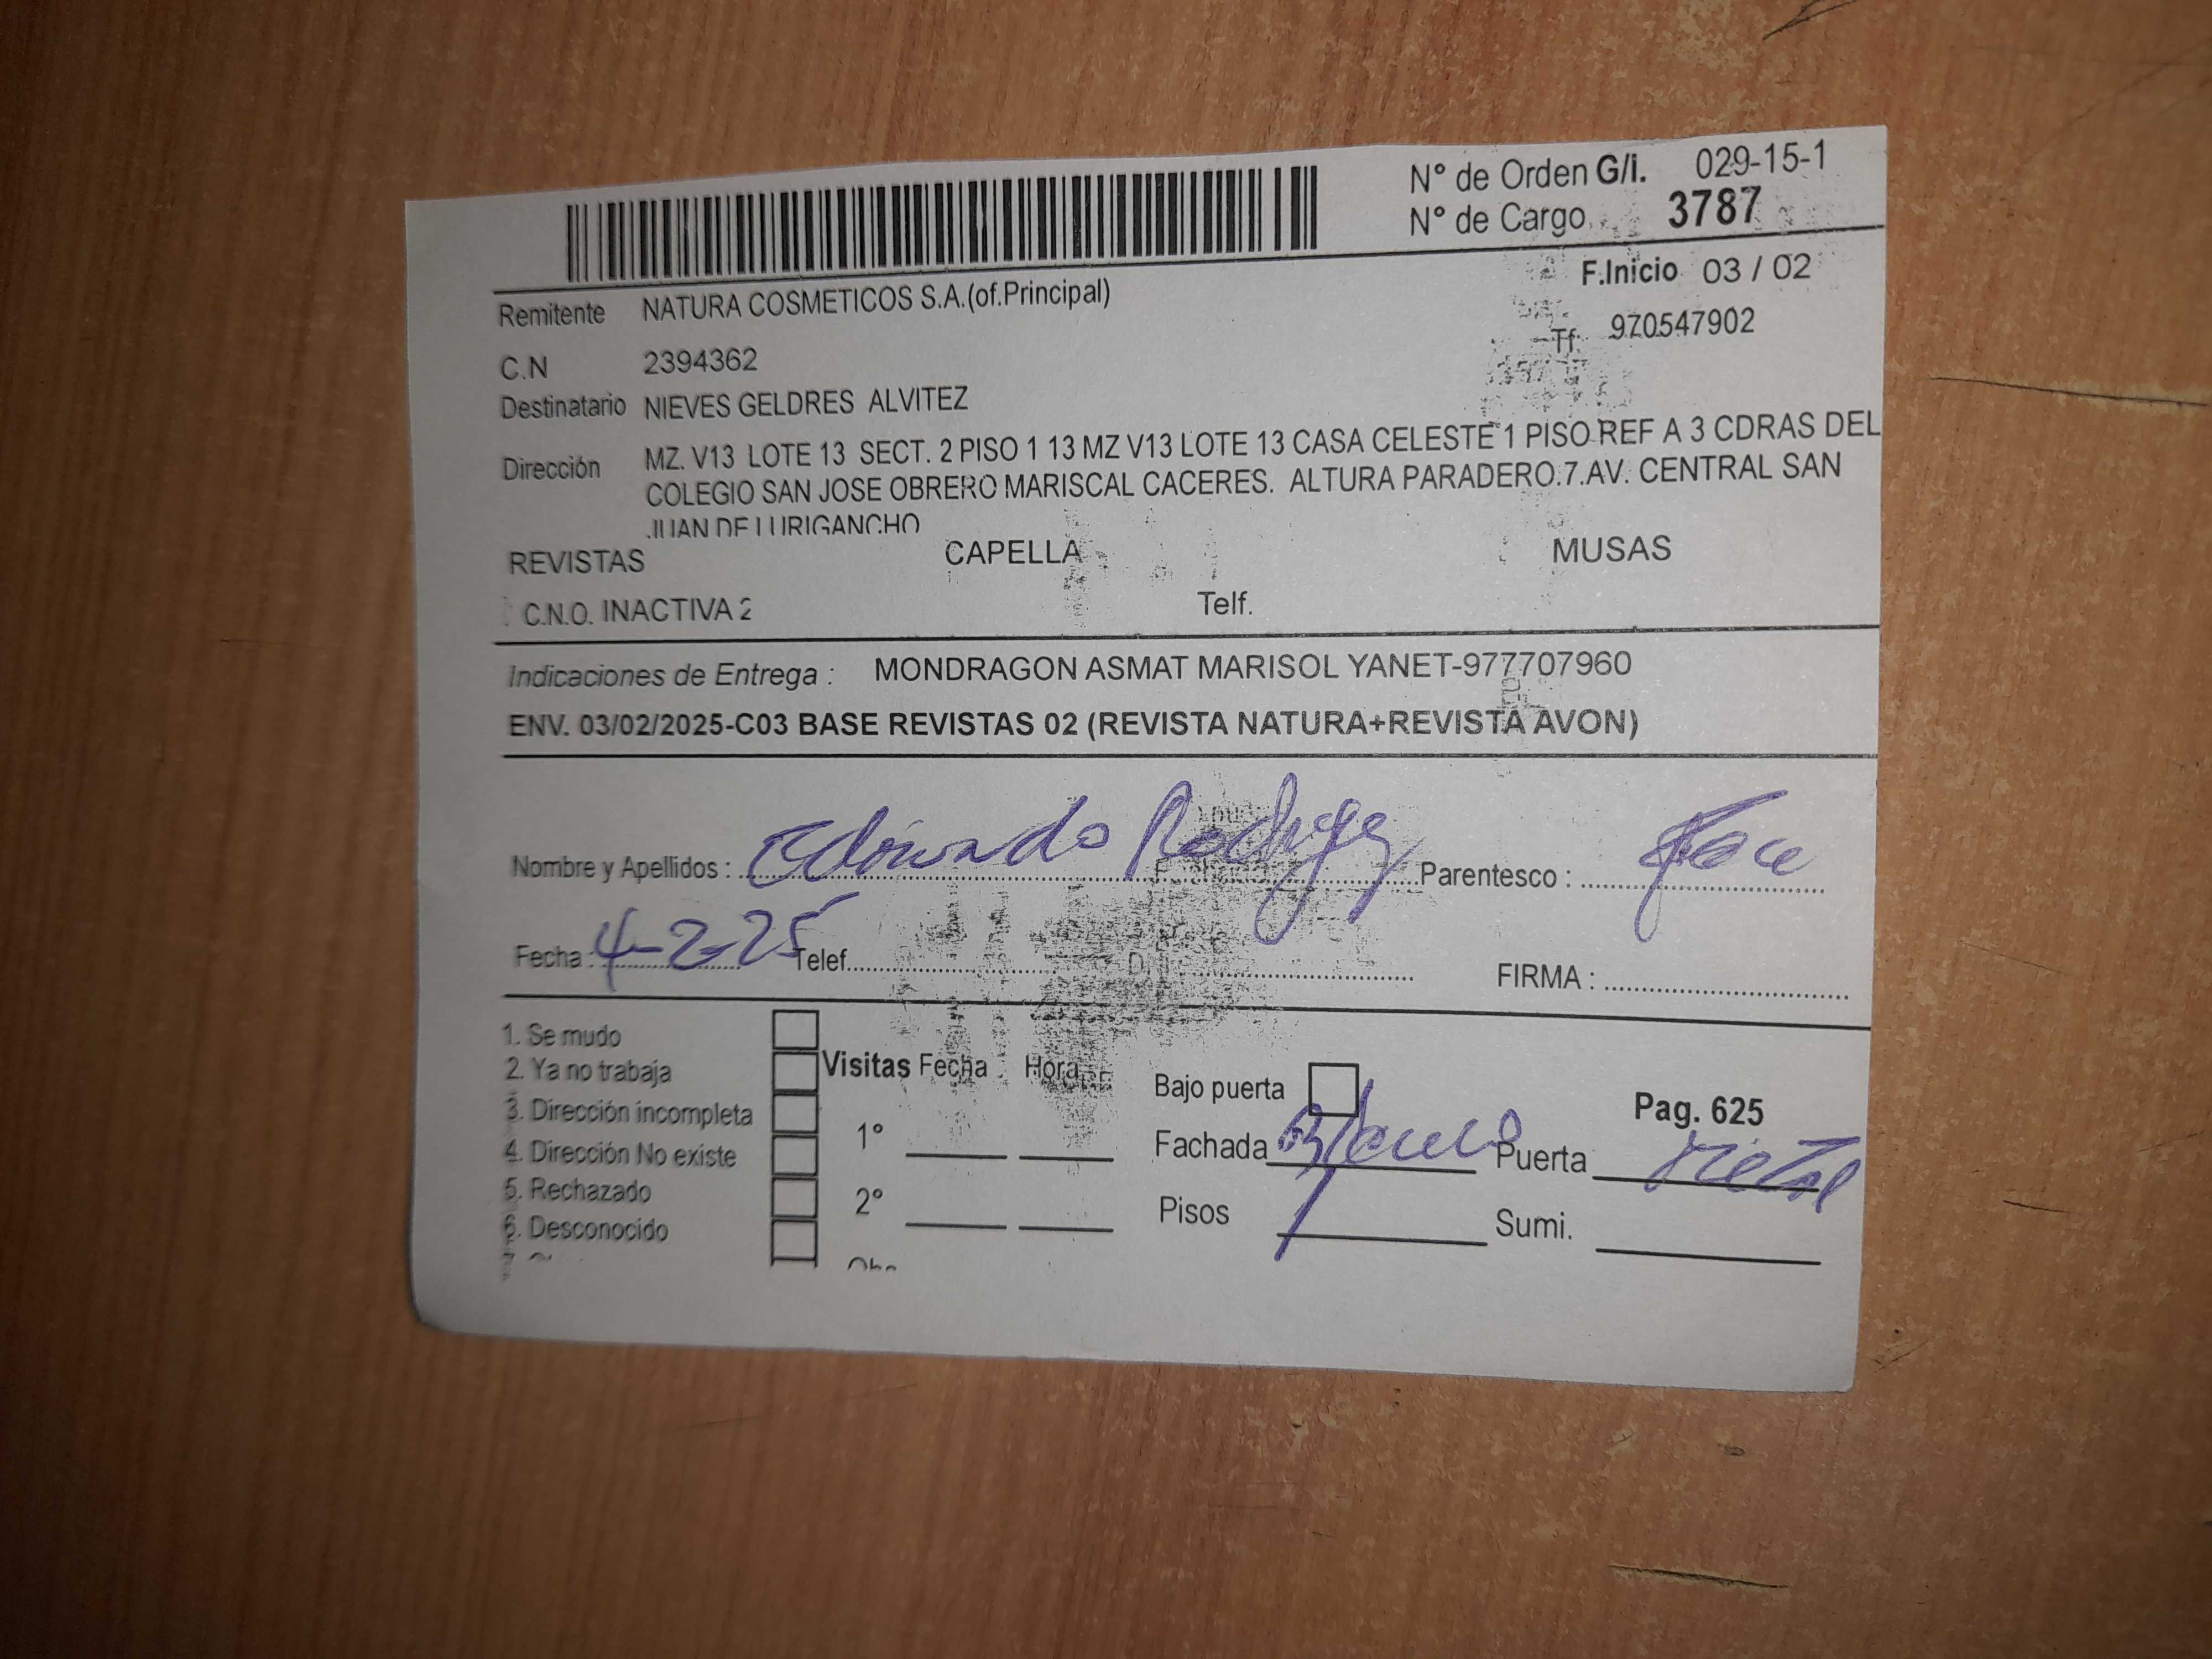 N° de Orden G/I. 029-15-1
N° de Cargo 3787
F.Inicio 03 / 02
Remitente NATURA COSMETICOS S.A.(of.Principal)
Tf. 970547902
C.N 2394362
Destinatario NIEVES GELDRES ALVITEZ
Dirección MZ. V13 LOTE 13 SECT. 2 PISO 1 13 MZ V13 LOTE 13 CASA CELESTE 1 PISO REF A 3 CDRAS DEL
COLEGIO SAN JOSE OBRERO MARISCAL CACERES. ALTURA PARADERO.7.AV. CENTRAL SAN
JUAN DE LURIGANCHO
REVISTAS CAPELLA MUSAS
C.N.O. INACTIVA 2 Telf.
Indicaciones de Entrega : MONDRAGON ASMAT MARISOL YANET-977707960
ENV. 03/02/2025-C03 BASE REVISTAS 02 (REVISTA NATURA+REVISTA AVON)
Nombre y Apellidos : Parentesco :
Fecha : 4-2-25 Telef. FIRMA :
1. Se mudo
2. Ya no trabaja
3. Dirección incompleta
4. Dirección No existe
5. Rechazado
6. Desconocido
Visitas Fecha Hora
1°
2°
Obs
Bajo puerta Pag. 625
Fachada Blanco Puerta Metal
Pisos 1 Sumi.